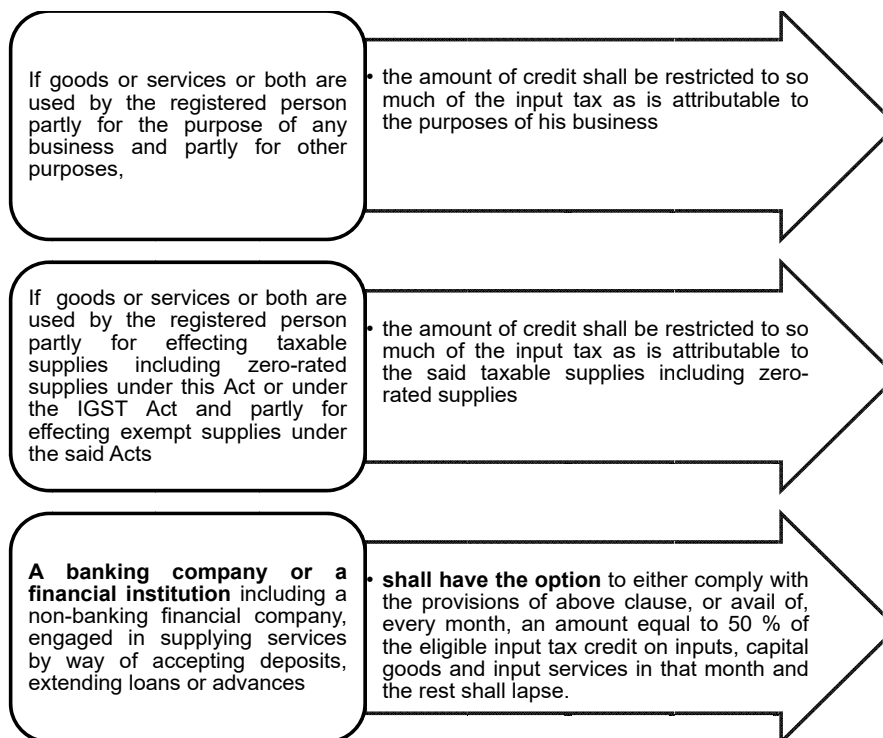 If goods or services or both are
used by the registered person
partly for the purpose of any
business and partly for other
purposes,
• the amount of credit shall be restricted to so
much of the input tax as is attributable to
the purposes of his business
If goods or services or both are
used by the registered person
partly for effecting taxable
supplies including zero-rated
supplies under this Act or under
the IGST Act and partly for
effecting exempt supplies under
the said Acts
• the amount of credit shall be restricted to so
much of the input tax as is attributable to
the said taxable supplies including zero-
rated supplies
A banking company or a
financial institution including a
non-banking financial company,
engaged in supplying services
by way of accepting deposits,
extending loans or advances
• shall have the option to either comply with
the provisions of above clause, or avail of,
every month, an amount equal to 50 % of
the eligible input tax credit on inputs, capital
goods and input services in that month and
the rest shall lapse.